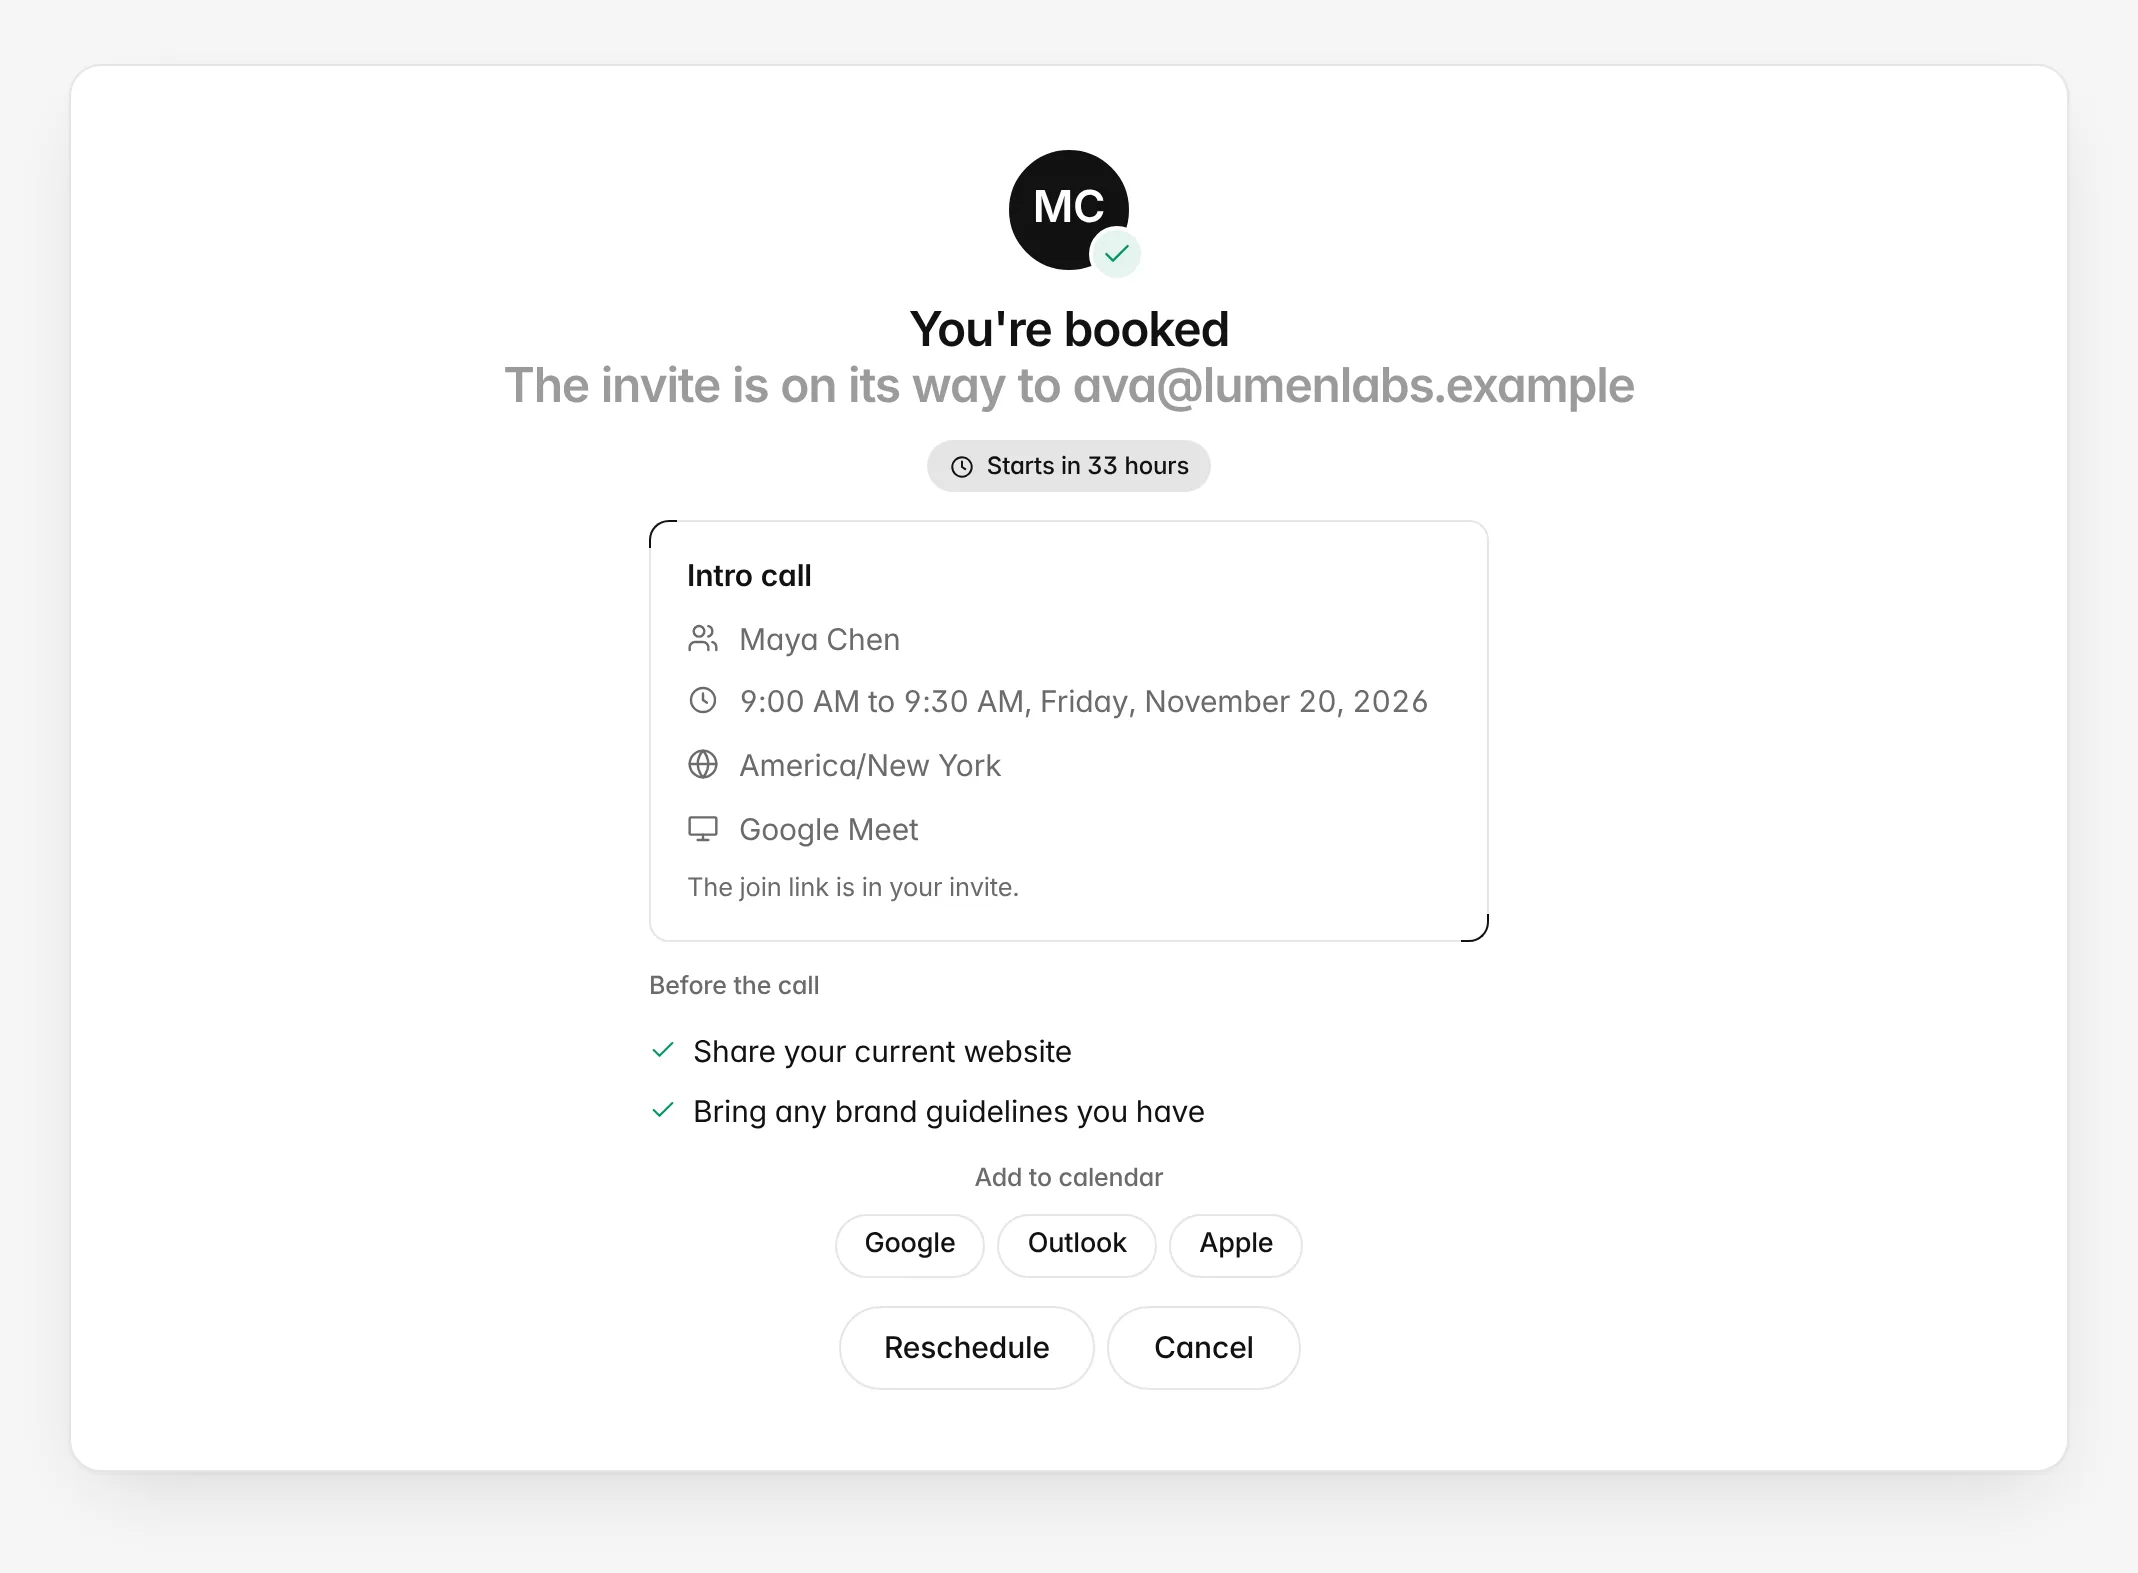 MC
You're booked
The invite is on its way to ava@lumenlabs.example
Starts in 33 hours
Intro call
Maya Chen
9:00 AM to 9:30 AM, Friday, November 20, 2026
America/New York
Google Meet
The join link is in your invite.
Before the call
Share your current website
Bring any brand guidelines you have
Add to calendar
Google Outlook Apple
Reschedule Cancel